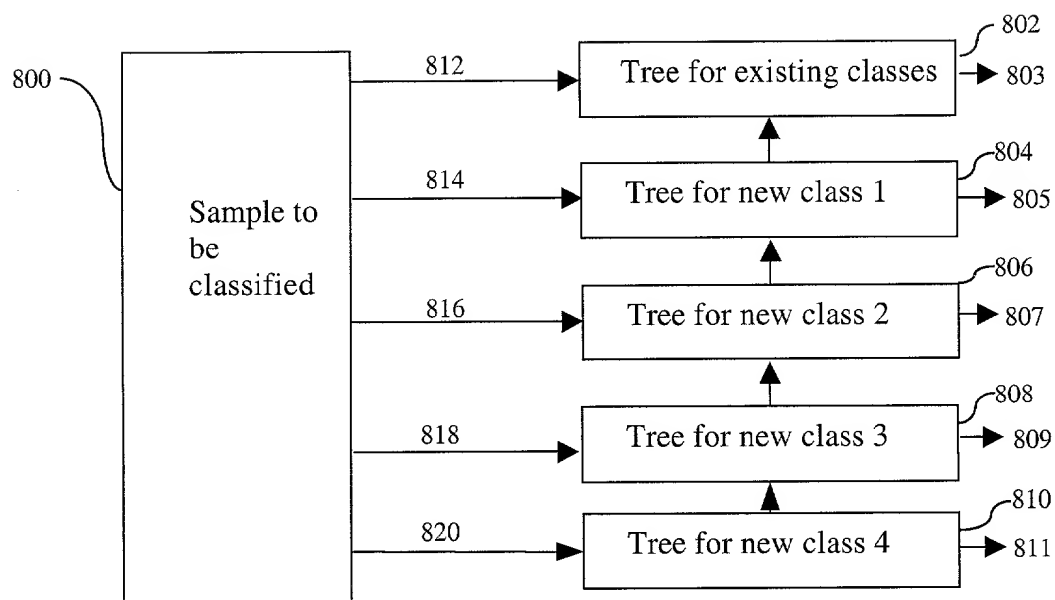 802
800
812
Tree for existing classes
803
804
814
Tree for new class 1
805
Sample to
be
classified
806
816
Tree for new class 2
807
808
818
Tree for new class 3
809
810
820
Tree for new class 4
811